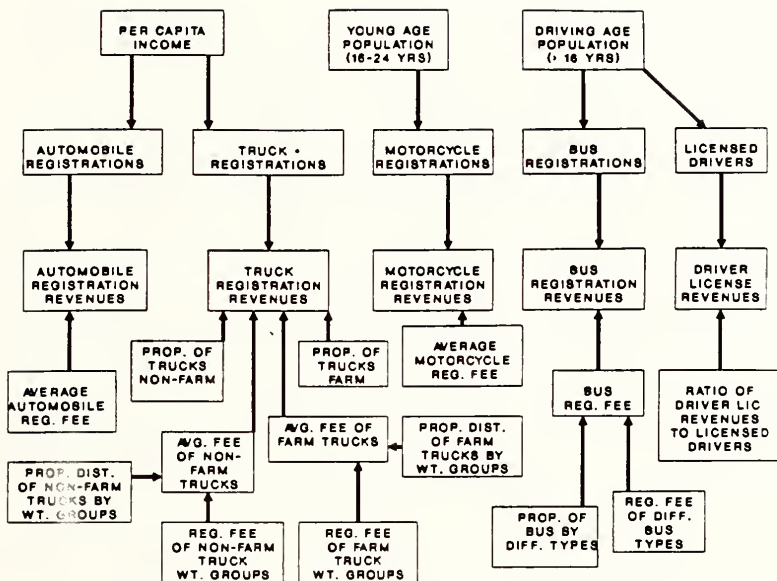 PER CAPITA
INCOME
YOUNG AGE
POPULATION
(16-24 YRS)
DRIVING AGE
POPULATION
(> 16 YRS)
AUTOMOBILE
REGISTRATIONS
TRUCK *
REGISTRATIONS
MOTORCYCLE
REGISTRATIONS
BUS
REGISTRATIONS
LICENSED
DRIVERS
AUTOMOBILE
REGISTRATION
REVENUES
TRUCK
REGISTRATION
REVENUES
MOTORCYCLE
REGISTRATION
REVENUES
BUS
REGISTRATION
REVENUES
DRIVER
LICENSE
REVENUES
PROP. OF
TRUCKS
NON-FARM
PROP. OF
TRUCKS
FARM
AVERAGE
MOTORCYCLE
REG. FEE
AVERAGE
AUTOMOBILE
REG. FEE
BUS
REG. FEE
RATIO OF
DRIVER LIC
REVENUES
TO LICENSED
DRIVERS
AVG. FEE
OF NON-
FARM
TRUCKS
AVG. FEE OF
FARM TRUCKS
PROP. DIST.
OF FARM
TRUCKS BY
WT. GROUPS
PROP. DIST.
OF NON-FARM
TRUCKS BY
WT. GROUPS
REG. FEE
OF NON-FARM
TRUCK
WT. GROUPS
REG. FEE
OF FARM
TRUCK
WT. GROUPS
PROP. OF
BUS BY
DIFF. TYPES
REG. FEE
OF DIFF.
BUS
TYPES